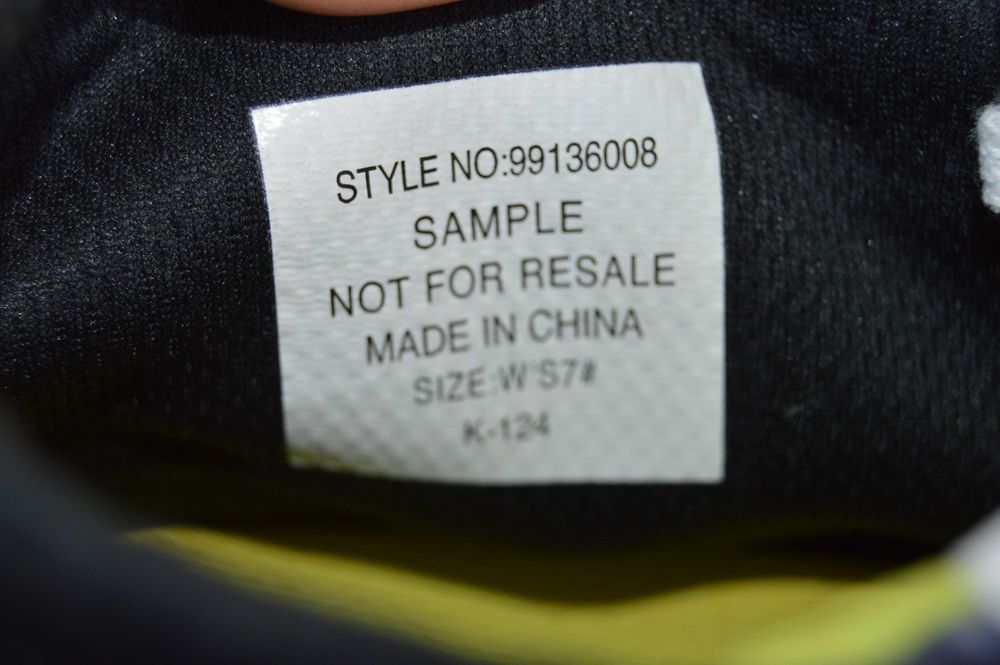 STYLE NO:99136008
SAMPLE
NOT FOR RESALE
MADE IN CHINA
SIZE:W'S7#
K-124